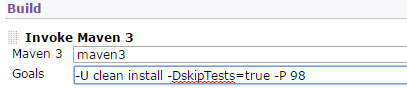 Build
Invoke Maven 3
Maven 3 maven3
Goals -U clean install -DskipTests=true -P 98